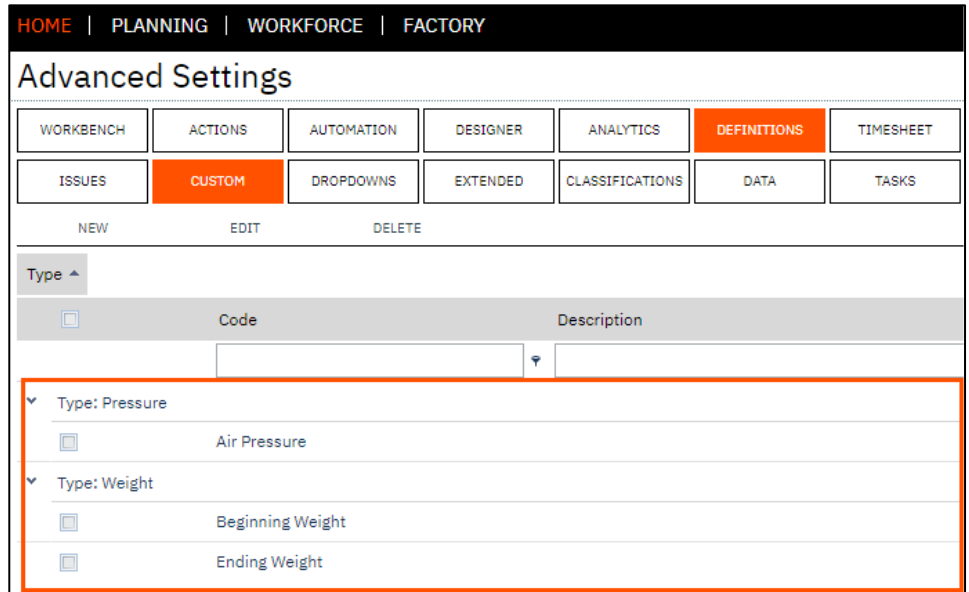 HOME | PLANNING | WORKFORCE | FACTORY
Advanced Settings
WORKBENCH ACTIONS AUTOMATION DESIGNER ANALYTICS DEFINITIONS TIMESHEET
ISSUES CUSTOM DROPDOWNS EXTENDED CLASSIFICATIONS DATA TASKS
NEW EDIT DELETE
Type
Code Description
Type: Pressure
Air Pressure
Type: Weight
Beginning Weight
Ending Weight